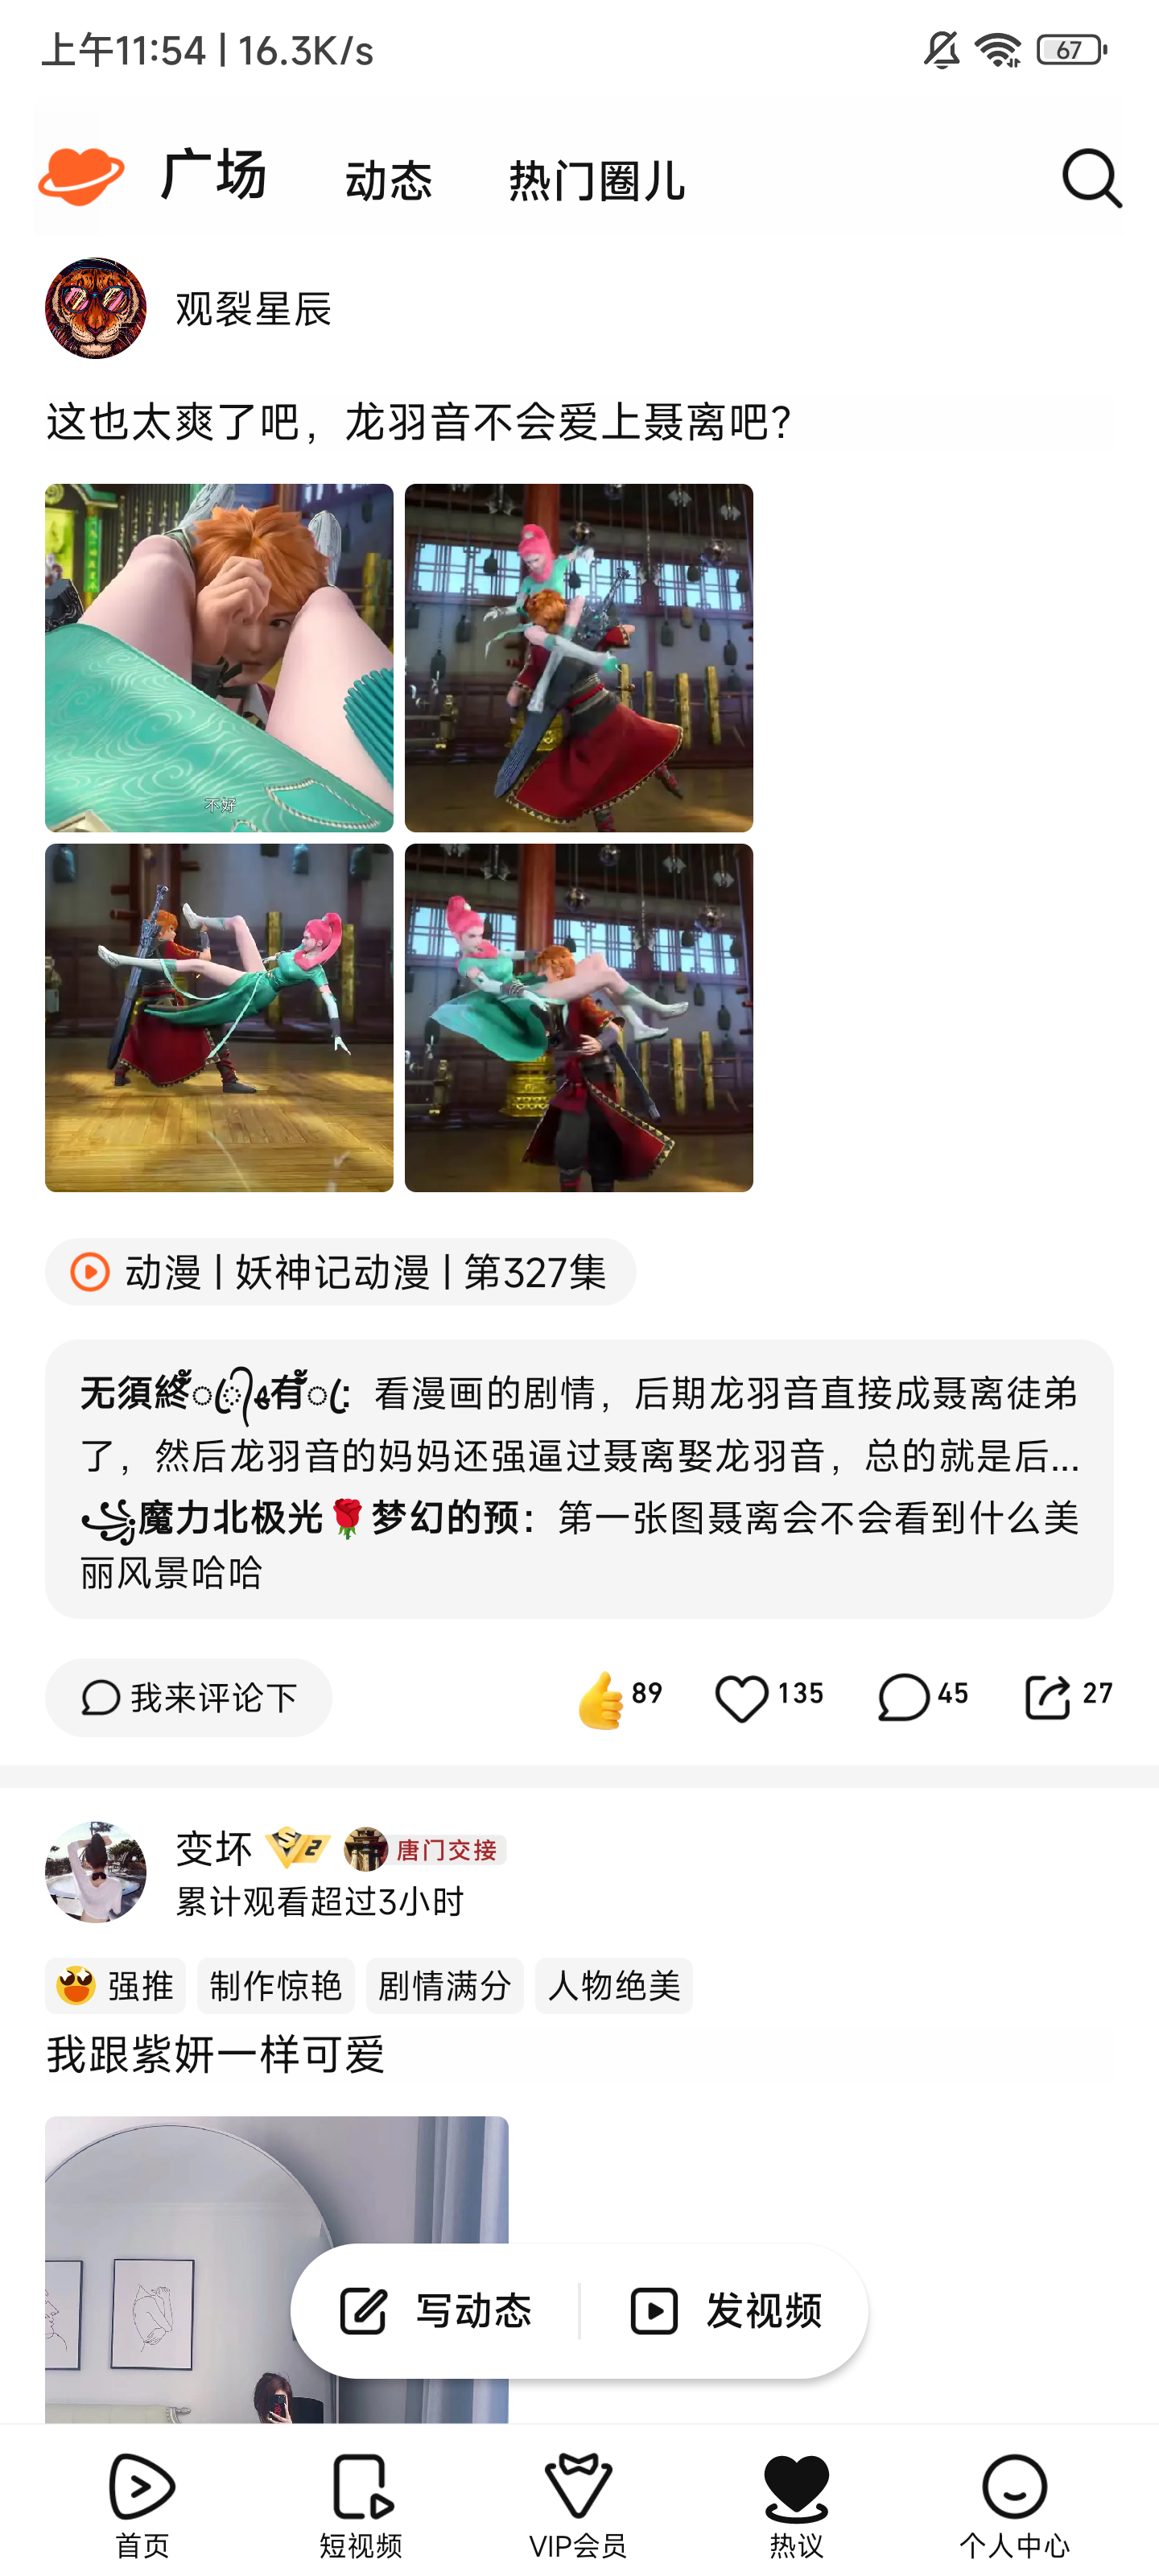 上午11:54 | 16.3K/s
67
广场 动态 热门圈儿
观裂星辰
这也太爽了吧，龙羽音不会爱上聂离吧？
不好
动漫 | 妖神记动漫 | 第327集
看漫画的剧情，后期龙羽音直接成聂离徒弟
了，然后龙羽音的妈妈还强逼过聂离娶龙羽音，总的就是后...
魔力北极光🌹梦幻的预：第一张图聂离会不会看到什么美
丽风景哈哈
我来评论下 89 135 45 27
变坏 S 2 唐门交接
累计观看超过3小时
强推 制作惊艳 剧情满分 人物绝美
我跟紫妍一样可爱
写动态 发视频
首页 短视频 VIP会员 热议 个人中心